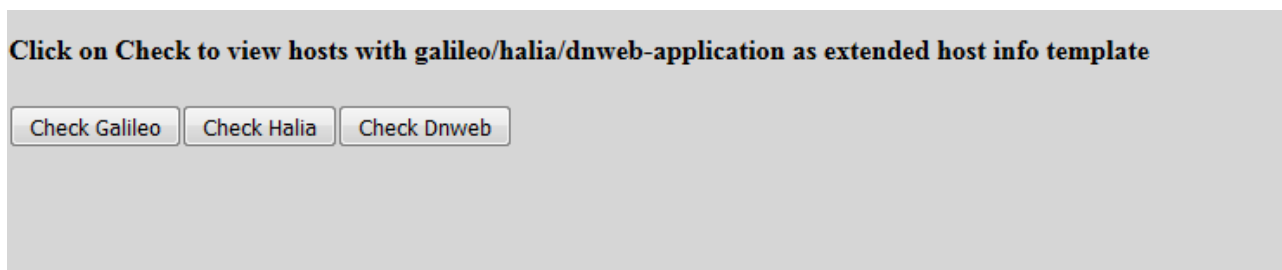 Click on Check to view hosts with galileo/halia/dnweb-application as extended host info template
Check Galileo Check Halia Check Dnweb